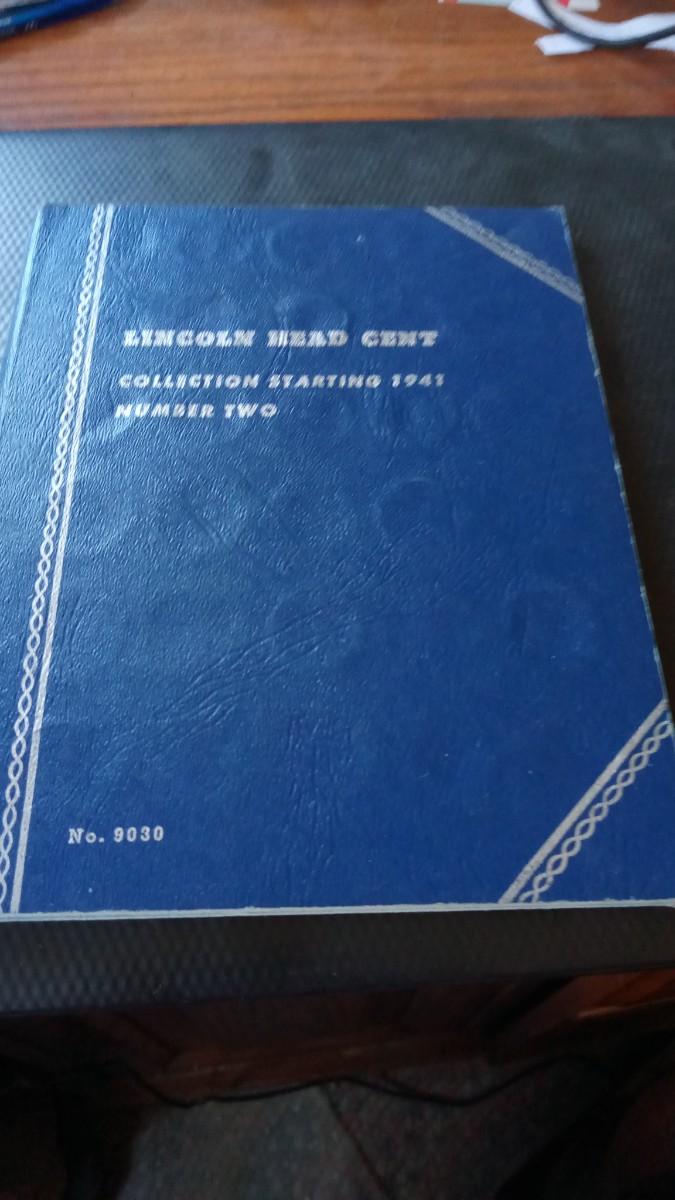 LINCOLN HEAD CENT
COLLECTION STARTING 1941
NUMBER TWO
No. 9030